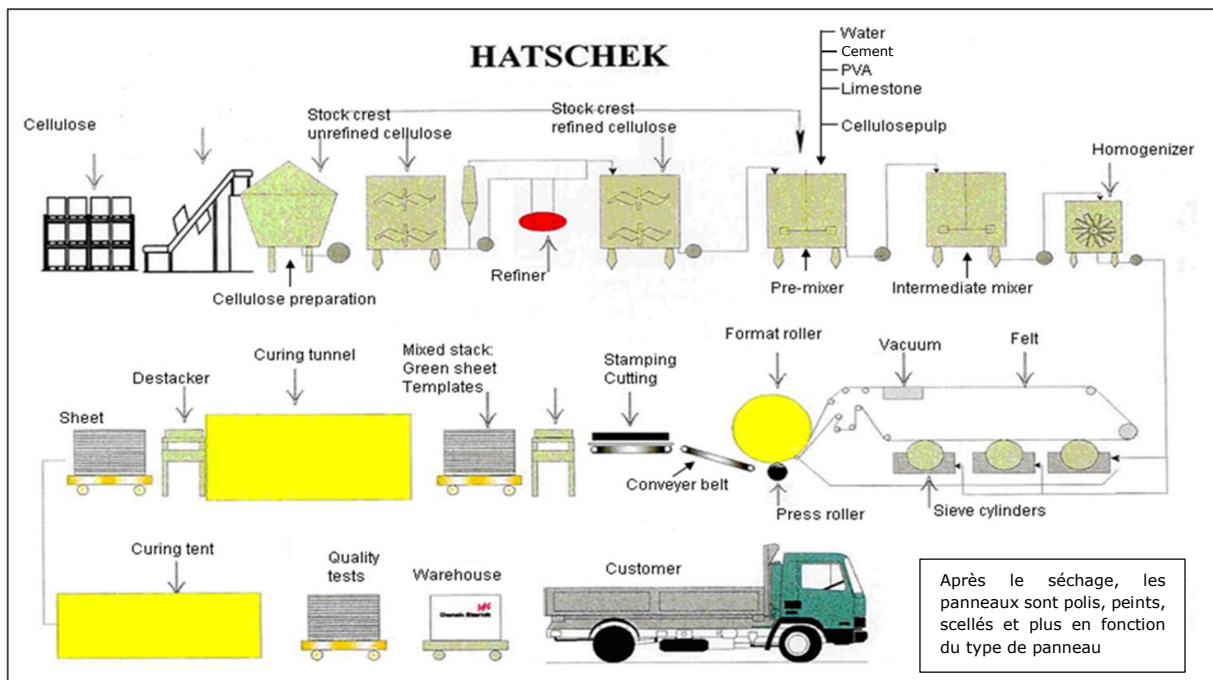 HATSCHEK
Water
Cement
PVA
Limestone
Cellulosepulp
Cellulose
Stock crest
unrefined cellulose
Stock crest
refined cellulose
Homogenizer
Cellulose preparation
Refiner
Pre-mixer
Intermediate mixer
Sheet
Destacker
Curing tunnel
Mixed stack:
Green sheet
Templates
Stamping
Cutting
Format roller
Vacuum
Felt
Conveyer belt
Press roller
Sieve cylinders
Curing tent
Quality
tests
Warehouse
Customer
Après le séchage, les
panneaux sont polis, peints,
scellés et plus en fonction
du type de panneau